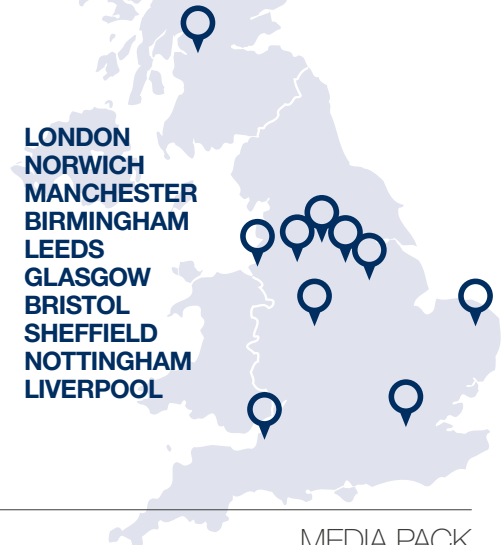 LONDON
NORWICH
MANCHESTER
BIRMINGHAM
LEEDS
GLASGOW
BRISTOL
SHEFFIELD
NOTTINGHAM
LIVERPOOL
MEDIA PACK